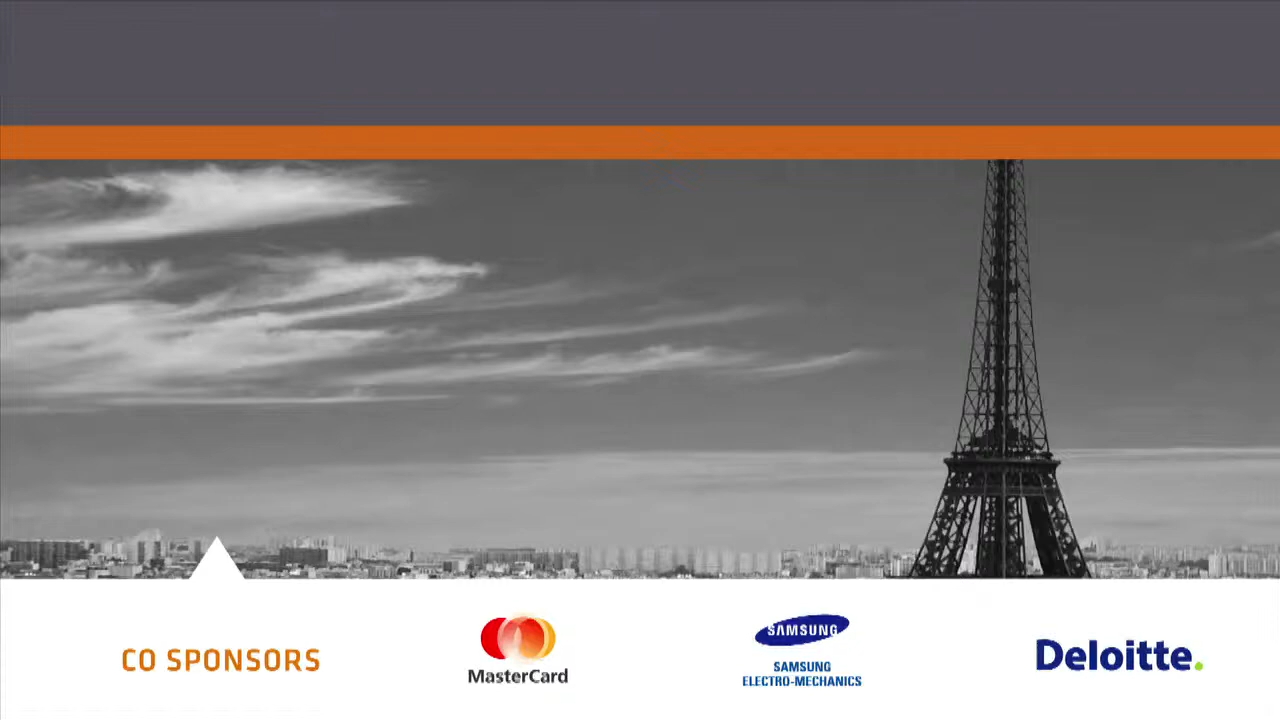 CO SPONSORS
MasterCard
SAMSUNG
SAMSUNG
ELECTRO-MECHANICS
Deloitte.